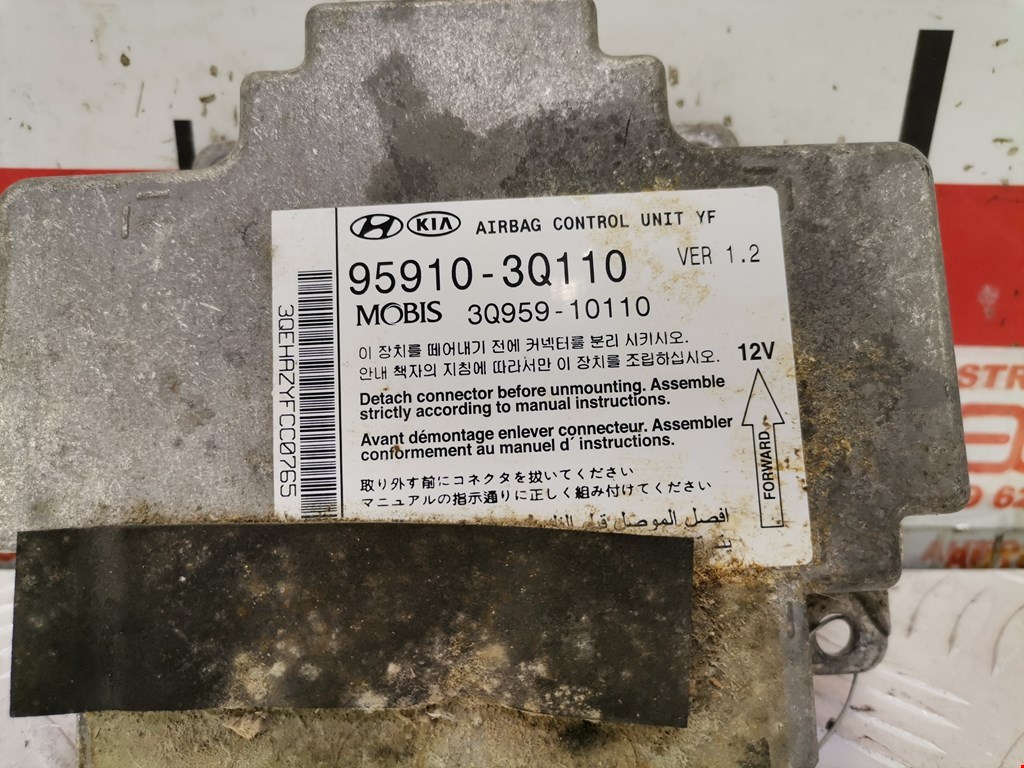 HYUNDAI KIA AIRBAG CONTROL UNIT YF
95910-3Q110 VER 1.2
MOBIS 3Q959-10110
이 장치를 떼어내기 전에 커넥터를 분리 시키시오.
안내 책자의 지침에 따라서만 이 장치를 조립하십시오.
12V
Detach connector before unmounting. Assemble
strictly according to manual instructions.
Avant démontage enlever connecteur. Assembler
conformement au manuel d´ instructions.
FORWARD
取り外す前にコネクタを抜いてください
マニュアルの指示通りに正しく組み付けてください
افصل الموصل قبل
3QEHAZYFCCC0765
STR